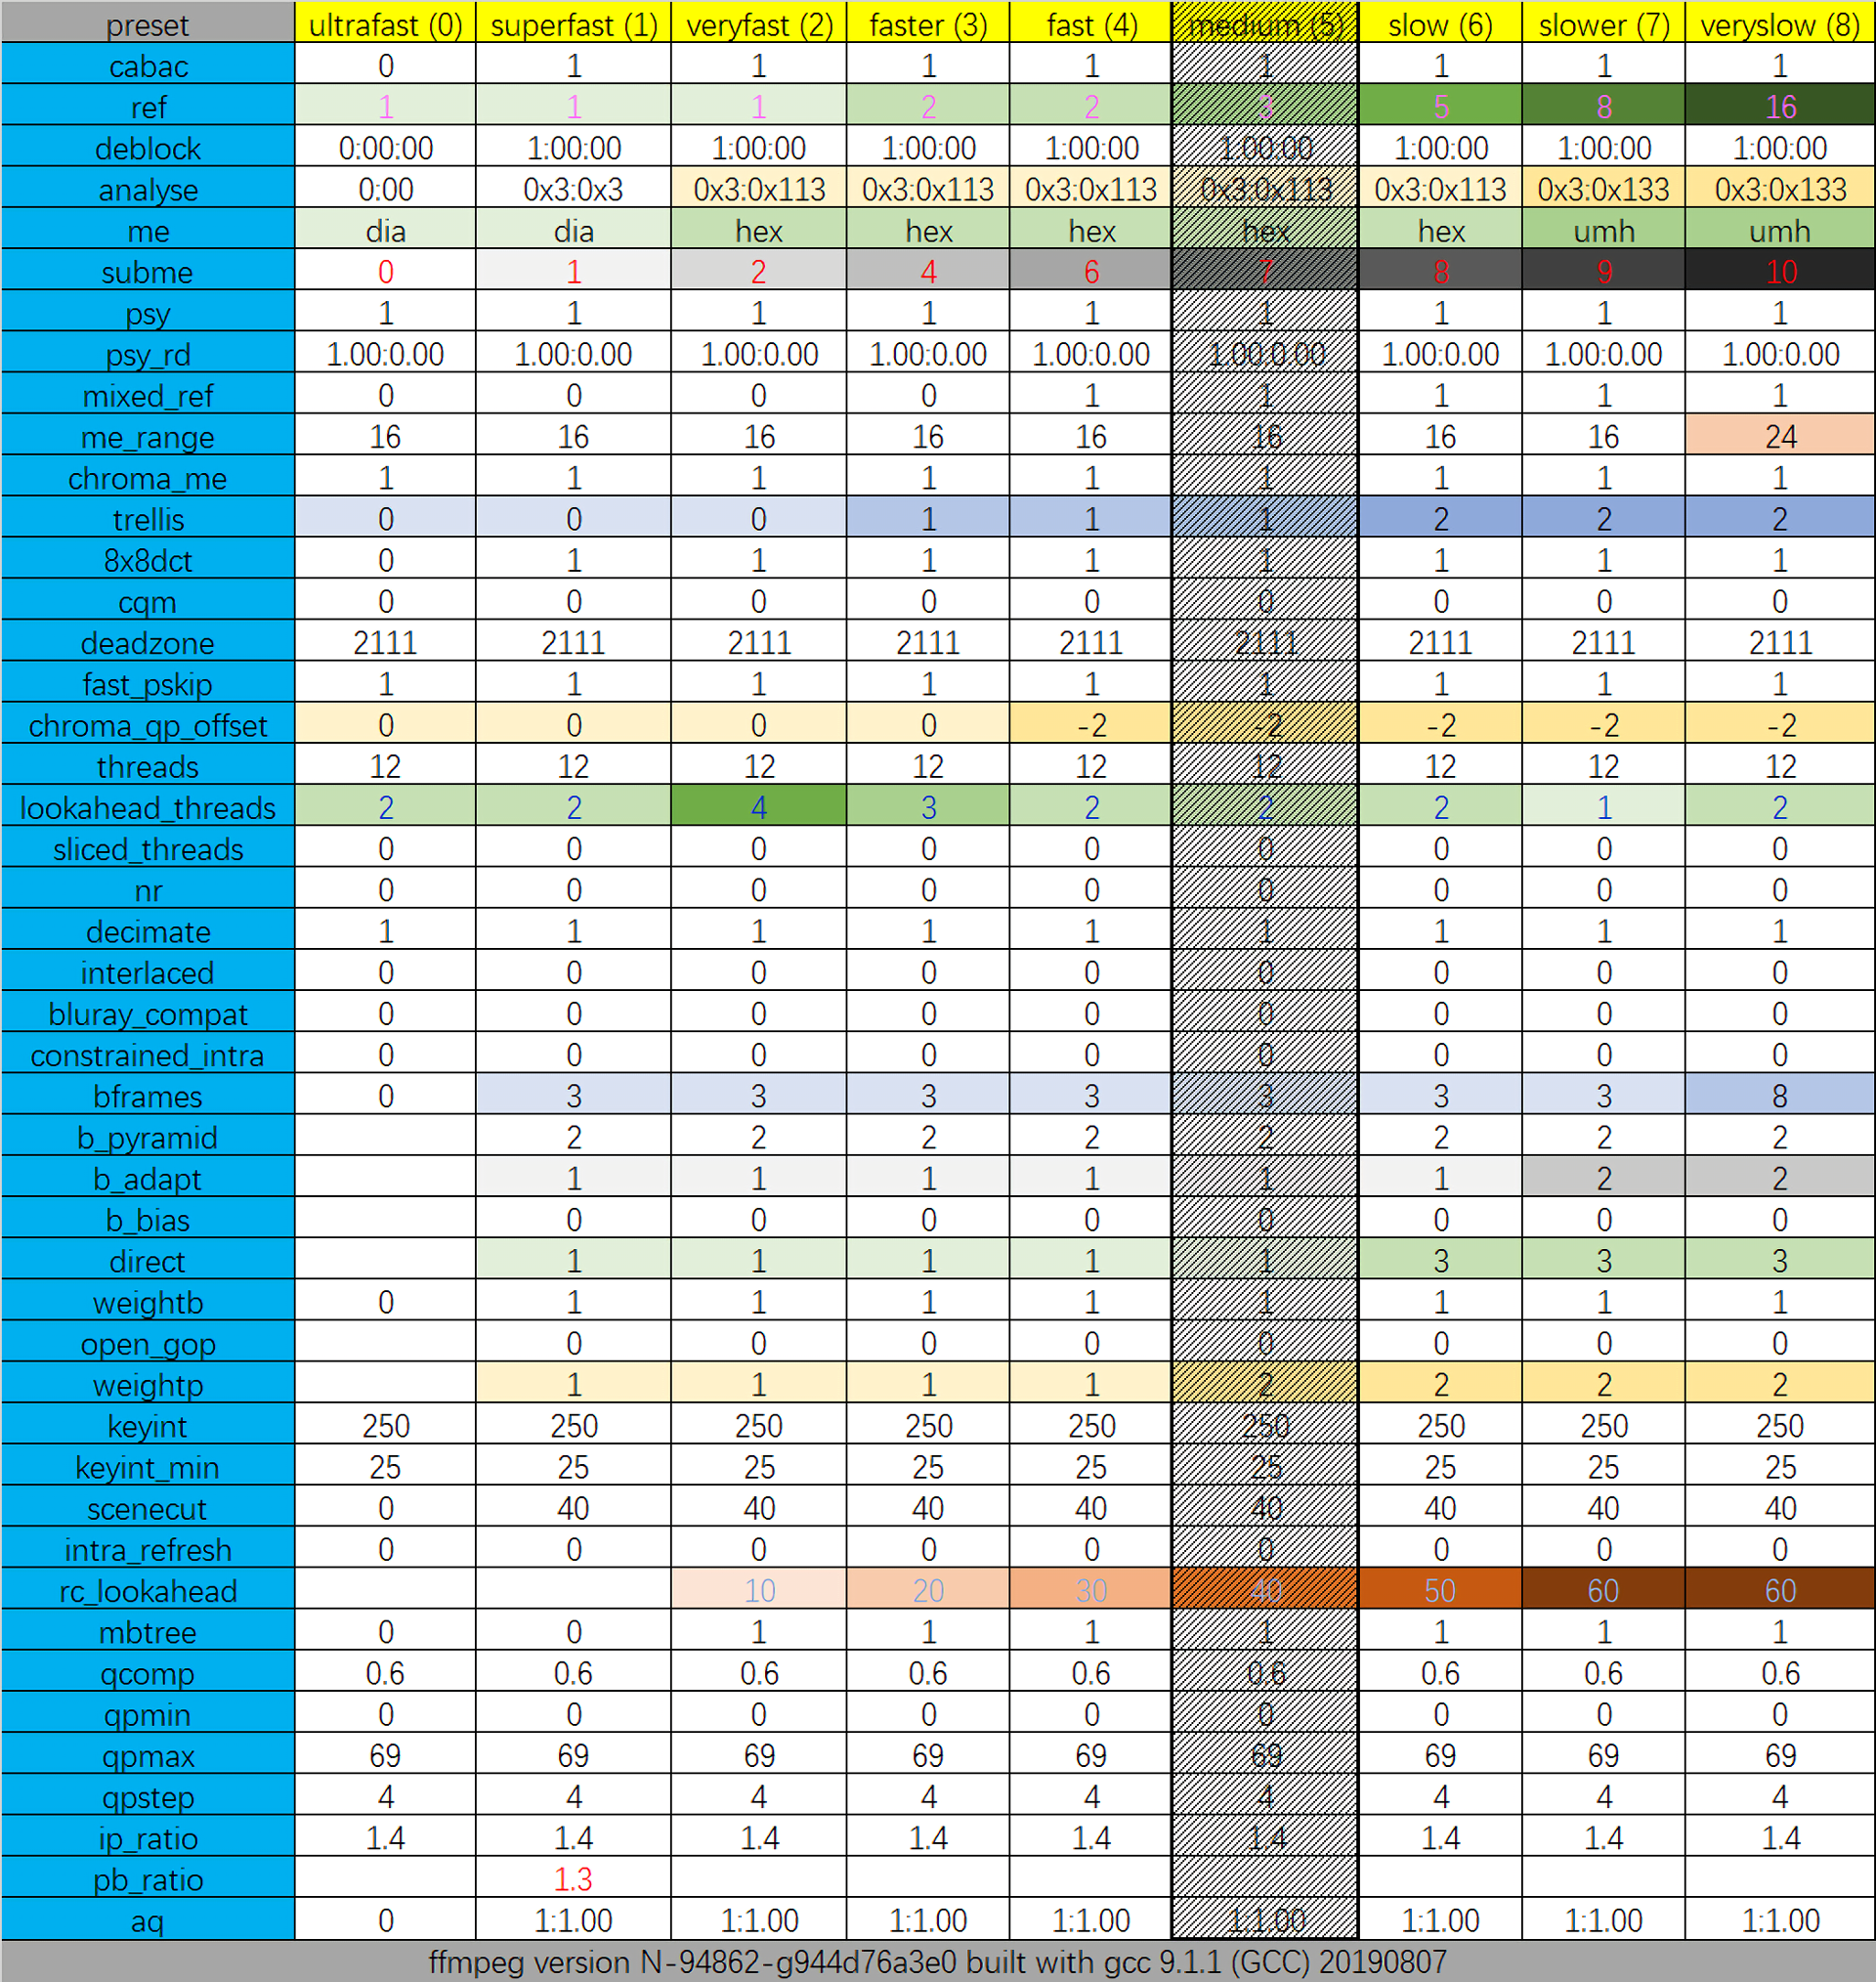 preset ultrafast (0) superfast (1) veryfast (2) faster (3) fast (4) medium (5) slow (6) slower (7) veryslow (8)
cabac 0 1 1 1 1 1 1 1 1
ref 1 1 1 2 2 3 5 8 16
deblock 0:00:00 1:00:00 1:00:00 1:00:00 1:00:00 1:00:00 1:00:00 1:00:00 1:00:00
analyse 0:00 0x3:0x3 0x3:0x113 0x3:0x113 0x3:0x113 0x3:0x113 0x3:0x113 0x3:0x133 0x3:0x133
me dia dia hex hex hex hex hex umh umh
subme 0 1 2 4 6 7 8 9 10
psy 1 1 1 1 1 1 1 1 1
psy_rd 1.00:0.00 1.00:0.00 1.00:0.00 1.00:0.00 1.00:0.00 1.00:0.00 1.00:0.00 1.00:0.00 1.00:0.00
mixed_ref 0 0 0 0 1 1 1 1 1
me_range 16 16 16 16 16 16 16 16 24
chroma_me 1 1 1 1 1 1 1 1 1
trellis 0 0 0 1 1 1 2 2 2
8x8dct 0 1 1 1 1 1 1 1 1
cqm 0 0 0 0 0 0 0 0 0
deadzone 2111 2111 2111 2111 2111 2111 2111 2111 2111
fast_pskip 1 1 1 1 1 1 1 1 1
chroma_qp_offset 0 0 0 0 -2 -2 -2 -2 -2
threads 12 12 12 12 12 12 12 12 12
lookahead_threads 2 2 4 3 2 2 2 1 2
sliced_threads 0 0 0 0 0 0 0 0 0
nr 0 0 0 0 0 0 0 0 0
decimate 1 1 1 1 1 1 1 1 1
interlaced 0 0 0 0 0 0 0 0 0
bluray_compat 0 0 0 0 0 0 0 0 0
constrained_intra 0 0 0 0 0 0 0 0 0
bframes 0 3 3 3 3 3 3 3 8
b_pyramid 2 2 2 2 2 2 2 2
b_adapt 1 1 1 1 1 1 2 2
b_bias 0 0 0 0 0 0 0 0
direct 1 1 1 1 1 3 3 3
weightb 0 1 1 1 1 1 1 1 1
open_gop 0 0 0 0 0 0 0 0
weightp 1 1 1 1 2 2 2 2
keyint 250 250 250 250 250 250 250 250 250
keyint_min 25 25 25 25 25 25 25 25 25
scenecut 0 40 40 40 40 40 40 40 40
intra_refresh 0 0 0 0 0 0 0 0 0
rc_lookahead 10 20 30 40 50 60 60
mbtree 0 0 1 1 1 1 1 1 1
qcomp 0.6 0.6 0.6 0.6 0.6 0.6 0.6 0.6 0.6
qpmin 0 0 0 0 0 0 0 0 0
qpmax 69 69 69 69 69 69 69 69 69
qpstep 4 4 4 4 4 4 4 4 4
ip_ratio 1.4 1.4 1.4 1.4 1.4 1.4 1.4 1.4 1.4
pb_ratio 1.3
aq 0 1:1.00 1:1.00 1:1.00 1:1.00 1:1.00 1:1.00 1:1.00 1:1.00
ffmpeg version N-94862-g944d76a3e0 built with gcc 9.1.1 (GCC) 20190807